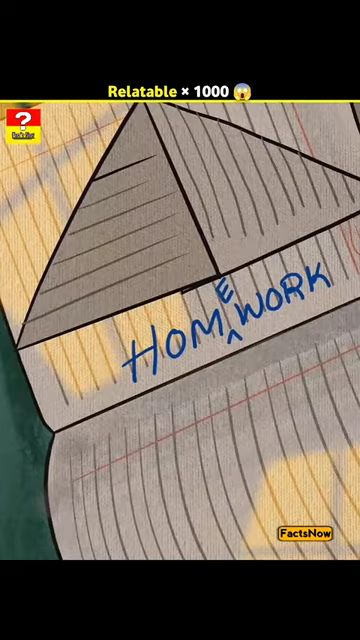 Relatable × 1000 😱
?
HOMEWORK
FactsNow